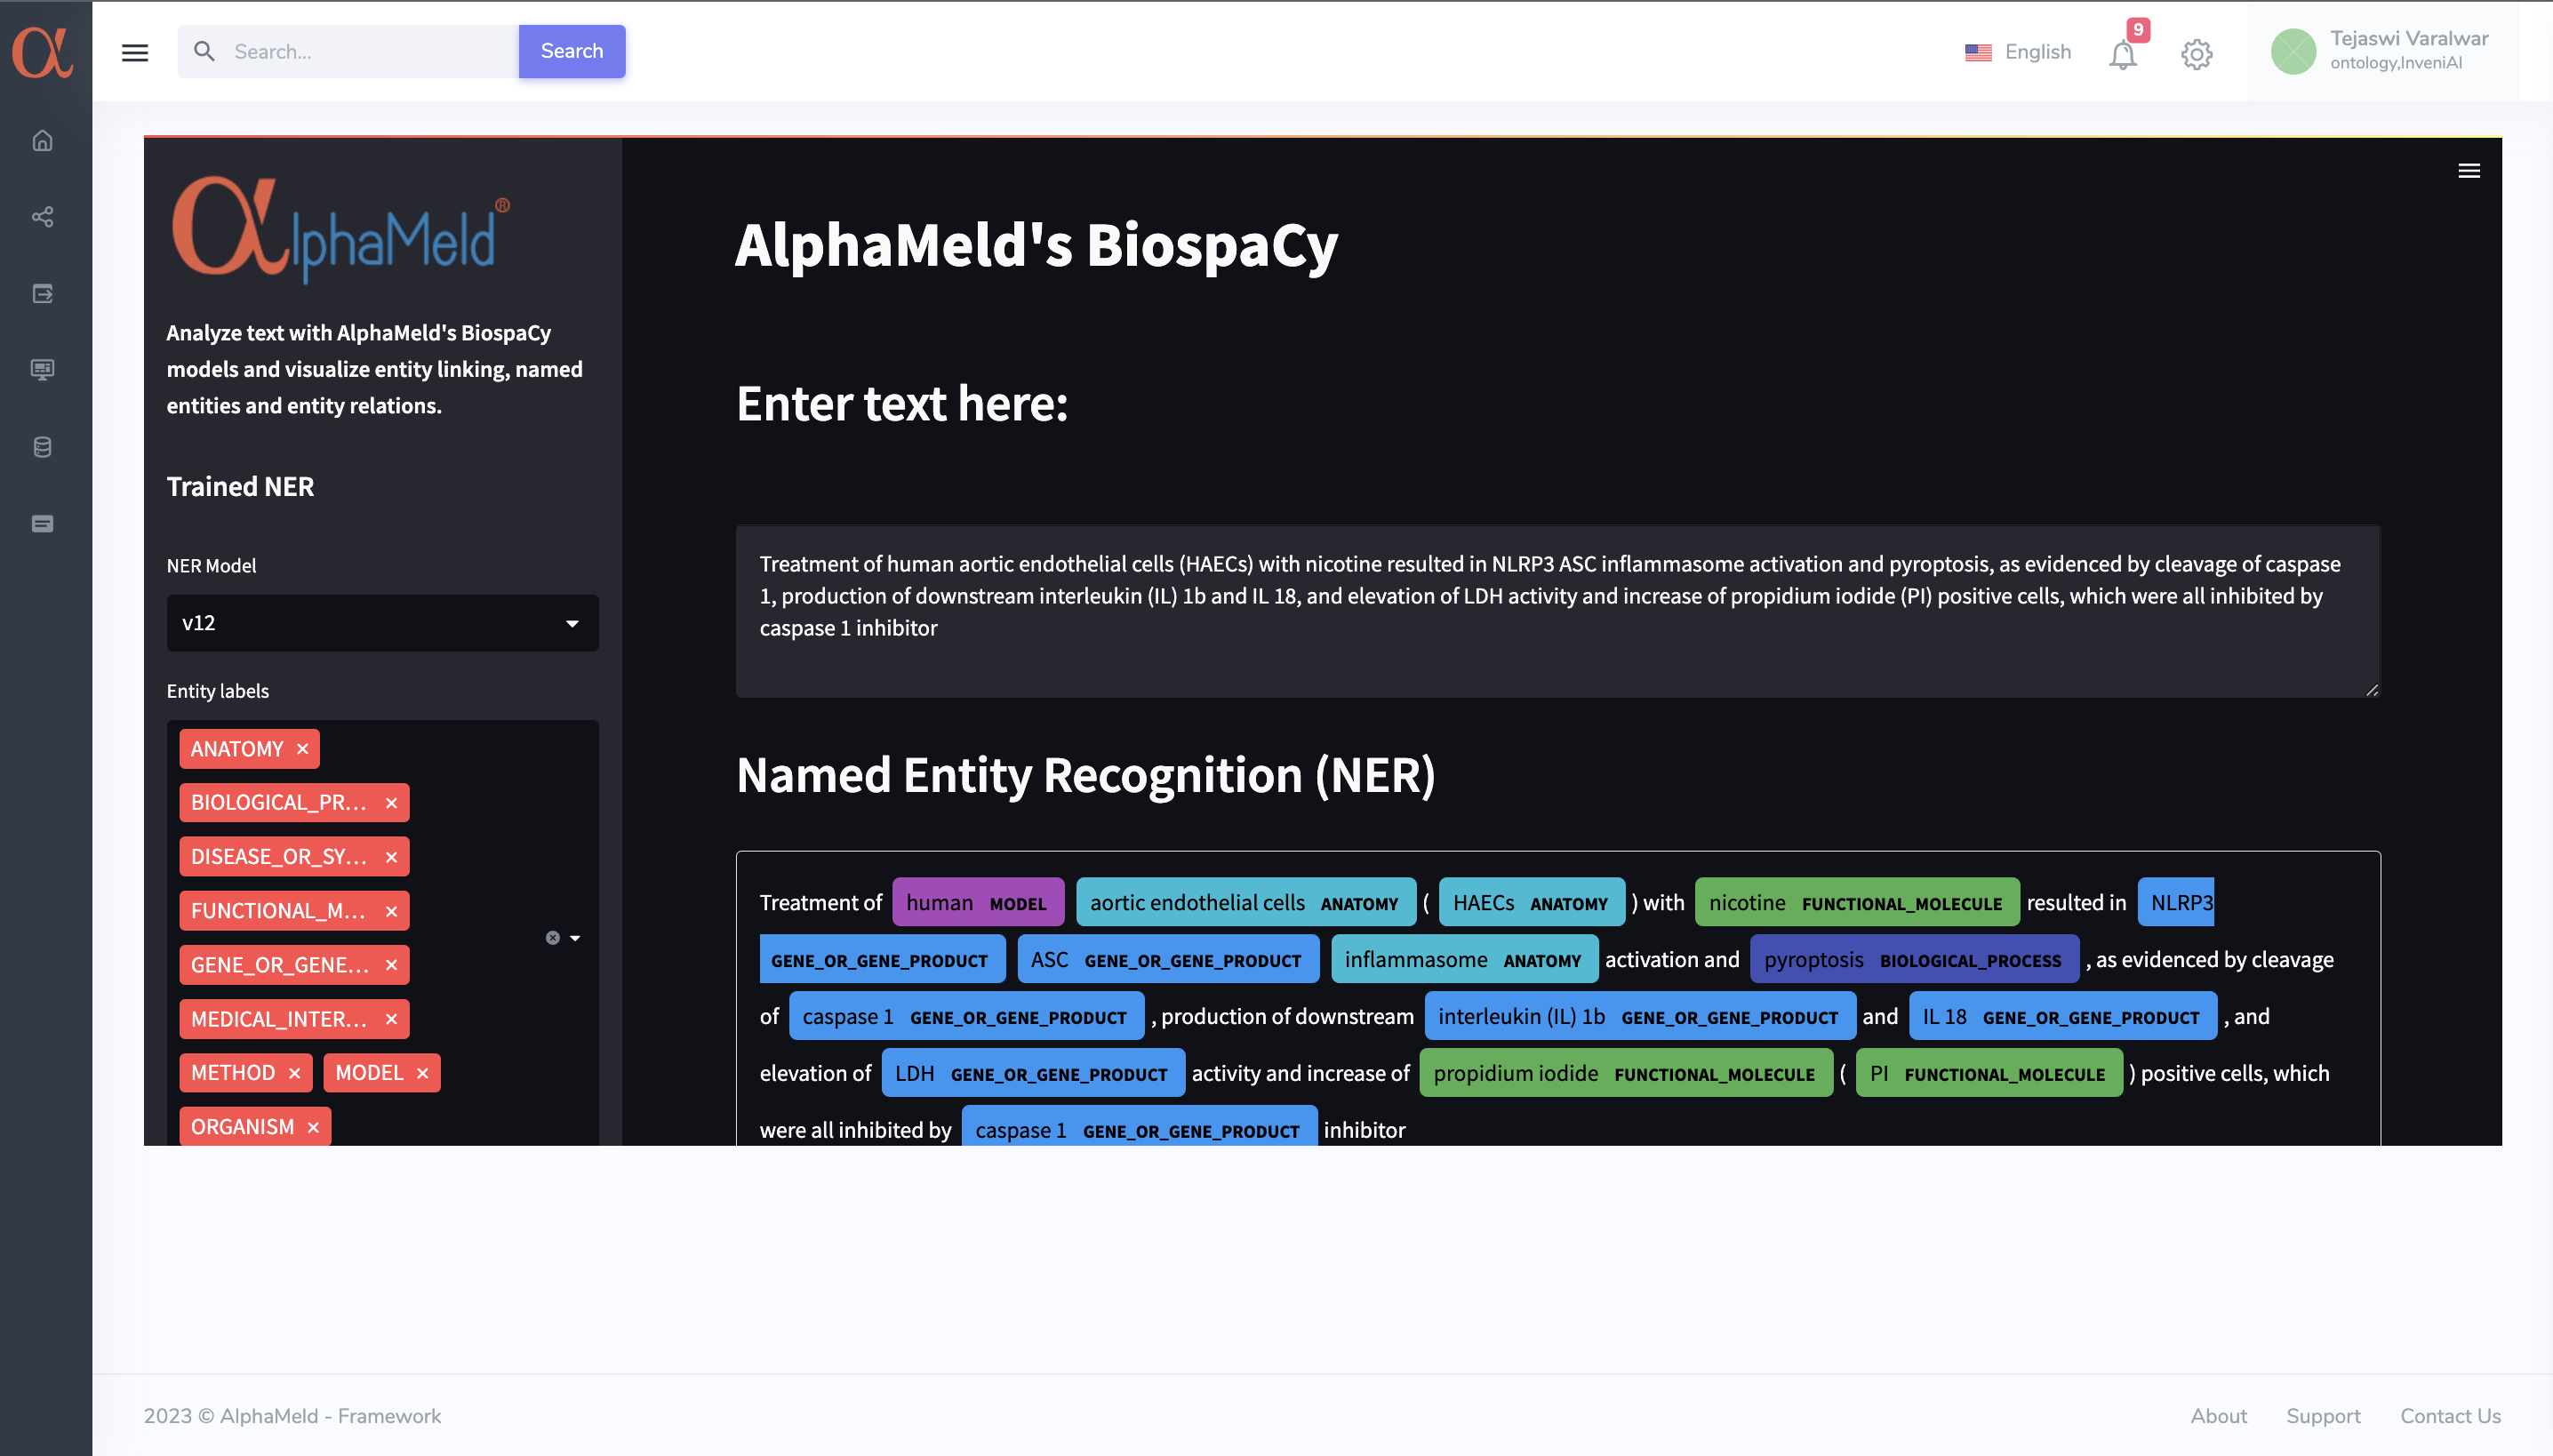 α
Search...
Search
English
9
Tejaswi Varalwar
ontology,InveniAI
αlphaMeld®
Analyze text with AlphaMeld's BiospaCy
models and visualize entity linking, named
entities and entity relations.
Trained NER
NER Model
v12
Entity labels
ANATOMY ×
BIOLOGICAL_PR... ×
DISEASE_OR_SY... ×
FUNCTIONAL_M... ×
GENE_OR_GENE... ×
MEDICAL_INTER... ×
METHOD × MODEL ×
ORGANISM ×
AlphaMeld's BiospaCy
Enter text here:
Treatment of human aortic endothelial cells (HAECs) with nicotine resulted in NLRP3 ASC inflammasome activation and pyroptosis, as evidenced by cleavage of caspase
1, production of downstream interleukin (IL) 1b and IL 18, and elevation of LDH activity and increase of propidium iodide (PI) positive cells, which were all inhibited by
caspase 1 inhibitor
Named Entity Recognition (NER)
Treatment of human MODEL aortic endothelial cells ANATOMY ( HAECs ANATOMY ) with nicotine FUNCTIONAL_MOLECULE resulted in NLRP3
GENE_OR_GENE_PRODUCT ASC GENE_OR_GENE_PRODUCT inflammasome ANATOMY activation and pyroptosis BIOLOGICAL_PROCESS , as evidenced by cleavage
of caspase 1 GENE_OR_GENE_PRODUCT , production of downstream interleukin (IL) 1b GENE_OR_GENE_PRODUCT and IL 18 GENE_OR_GENE_PRODUCT , and
elevation of LDH GENE_OR_GENE_PRODUCT activity and increase of propidium iodide FUNCTIONAL_MOLECULE ( PI FUNCTIONAL_MOLECULE ) positive cells, which
were all inhibited by caspase 1 GENE_OR_GENE_PRODUCT inhibitor
2023 © AlphaMeld - Framework
About Support Contact Us